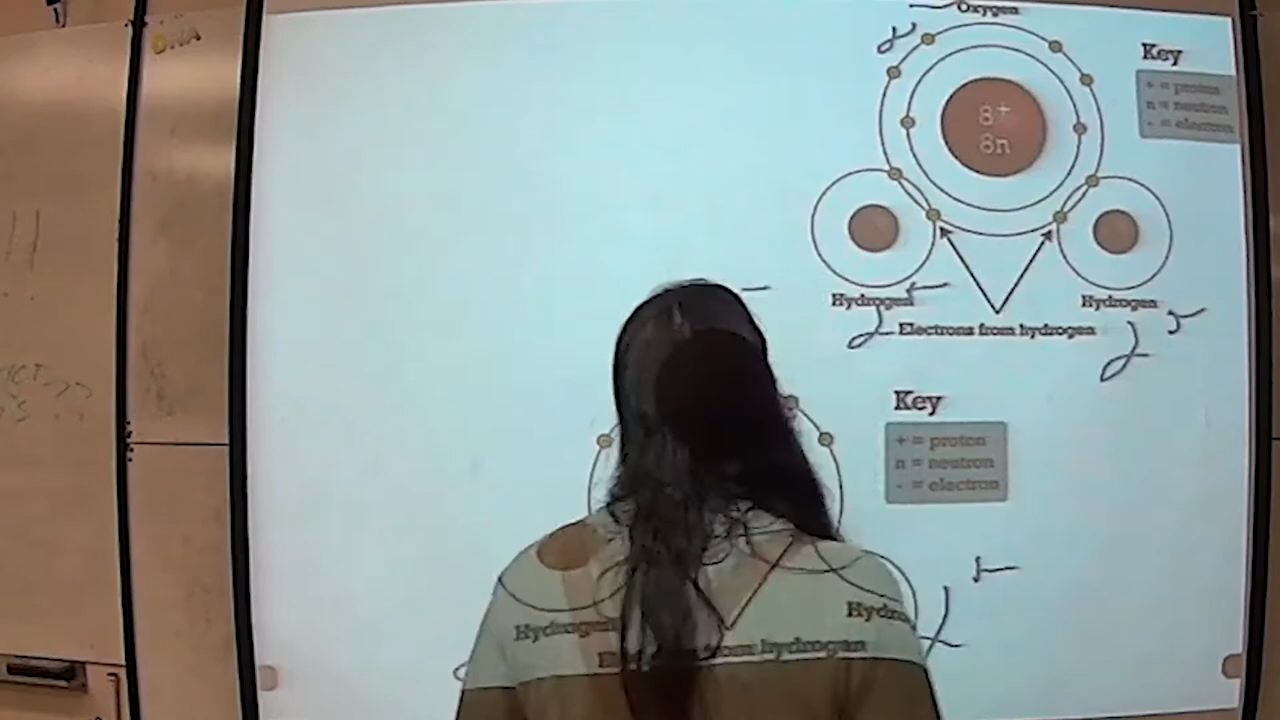 DNA
Oxygen
Key
+ = proton
n = neutron
- = electron
8+
8n
Hydrogen
Hydrogen
Electrons from hydrogen
Key
+ = proton
n = neutron
- = electron
Hydrogen
from hydrogen